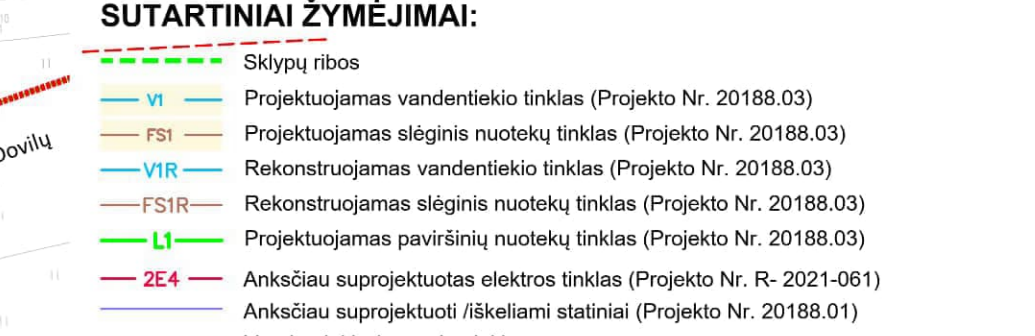 SUTARTINIAI ŽYMĖJIMAI:
Sklypų ribos
V1 Projektuojamas vandentiekio tinklas (Projekto Nr. 20188.03)
FS1 Projektuojamas slėginis nuotekų tinklas (Projekto Nr. 20188.03)
Dovilų
V1R Rekonstruojamas vandentiekio tinklas (Projekto Nr. 20188.03)
FS1R Rekonstruojamas slėginis nuotekų tinklas (Projekto Nr. 20188.03)
L1 Projektuojamas paviršinių nuotekų tinklas (Projekto Nr. 20188.03)
2E4 Anksčiau suprojektuotas elektros tinklas (Projekto Nr. R- 2021-061)
Anksčiau suprojektuoti /iškeliami statiniai (Projekto Nr. 20188.01)